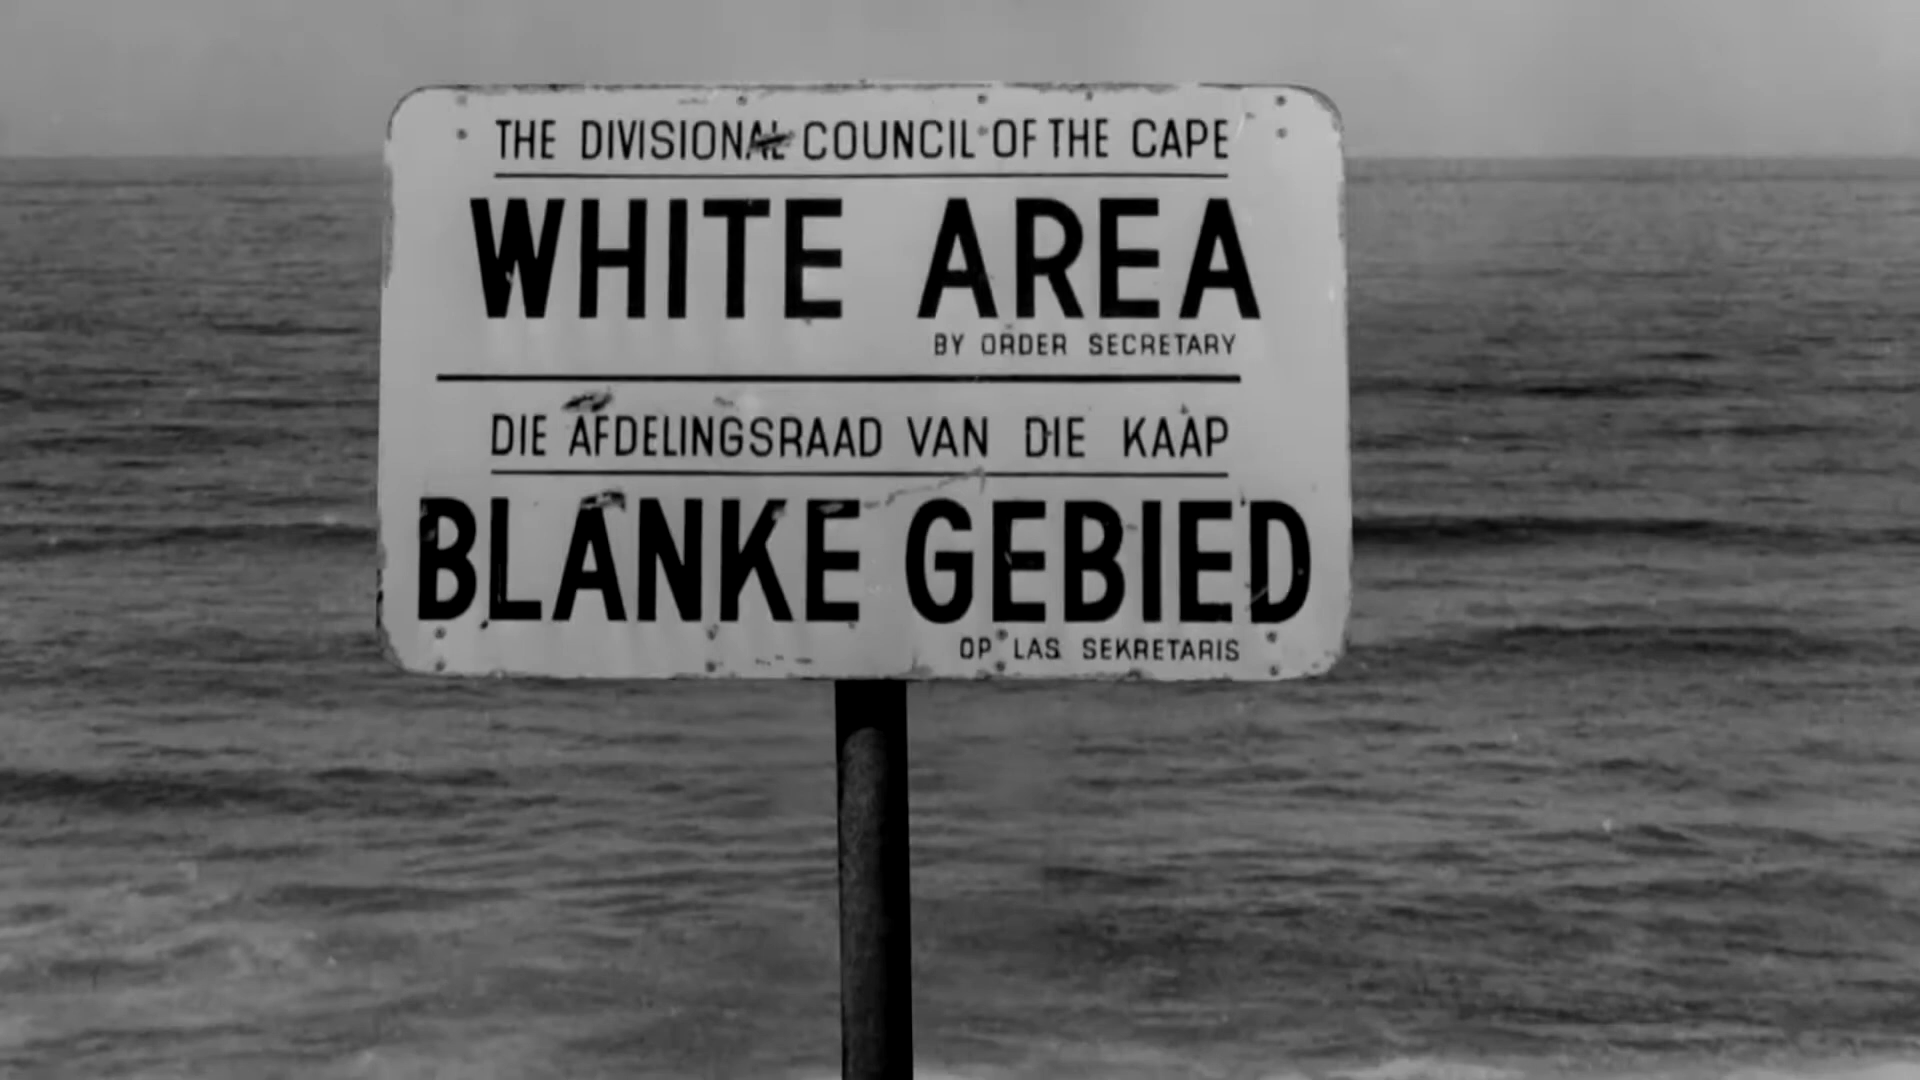 THE DIVISIONAL COUNCIL OF THE CAPE
WHITE AREA
BY ORDER SECRETARY
DIE AFDELINGSRAAD VAN DIE KAAP
BLANKE GEBIED
OP LAS SEKRETARIS